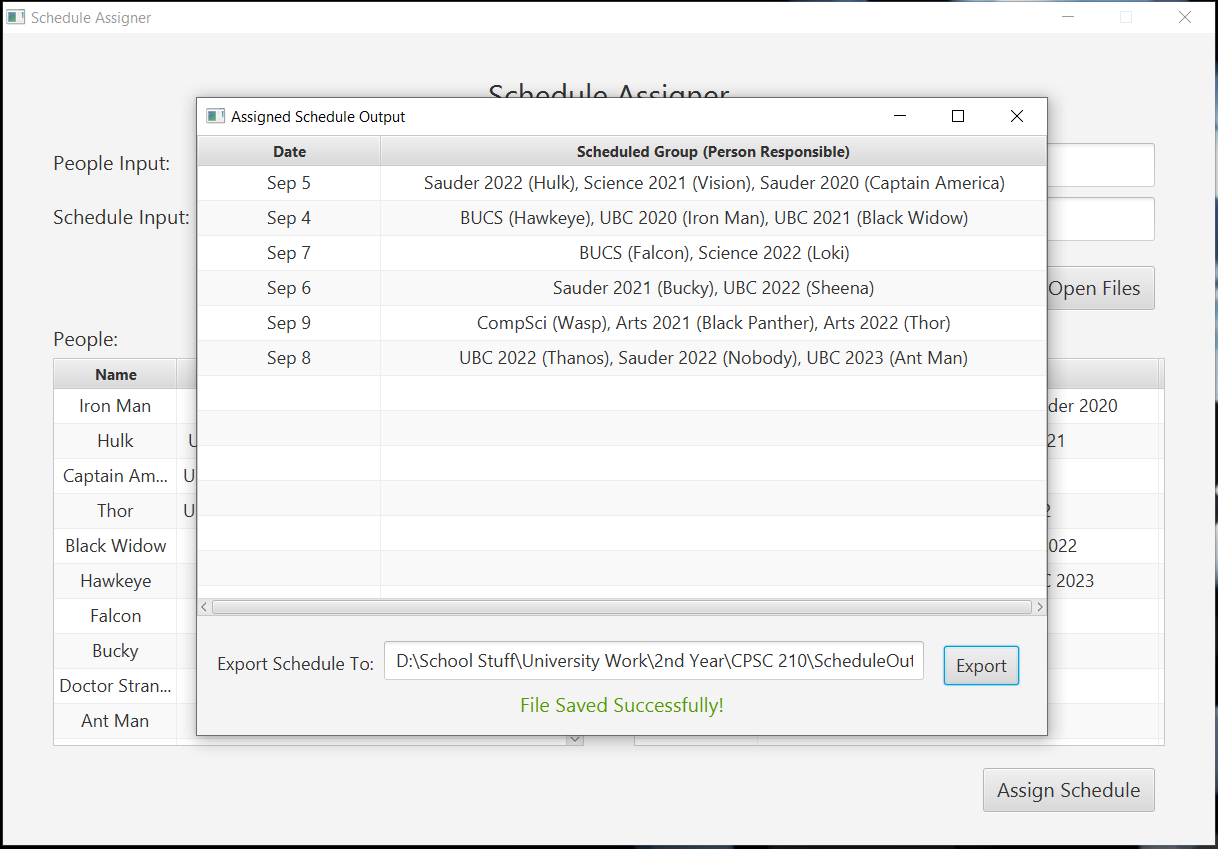 Schedule Assigner
Schedule Assigner
Assigned Schedule Output
People Input:
Schedule Input:
Open Files
People:
Name
Iron Man
Hulk
Captain Am...
Thor
Black Widow
Hawkeye
Falcon
Bucky
Doctor Stran...
Ant Man
Date Scheduled Group (Person Responsible)
Sep 5 Sauder 2022 (Hulk), Science 2021 (Vision), Sauder 2020 (Captain America)
Sep 4 BUCS (Hawkeye), UBC 2020 (Iron Man), UBC 2021 (Black Widow)
Sep 7 BUCS (Falcon), Science 2022 (Loki)
Sep 6 Sauder 2021 (Bucky), UBC 2022 (Sheena)
Sep 9 CompSci (Wasp), Arts 2021 (Black Panther), Arts 2022 (Thor)
Sep 8 UBC 2022 (Thanos), Sauder 2022 (Nobody), UBC 2023 (Ant Man)
der 2020
21
022
2023
Export Schedule To: D:\School Stuff\University Work\2nd Year\CPSC 210\ScheduleOut Export
File Saved Successfully!
Assign Schedule